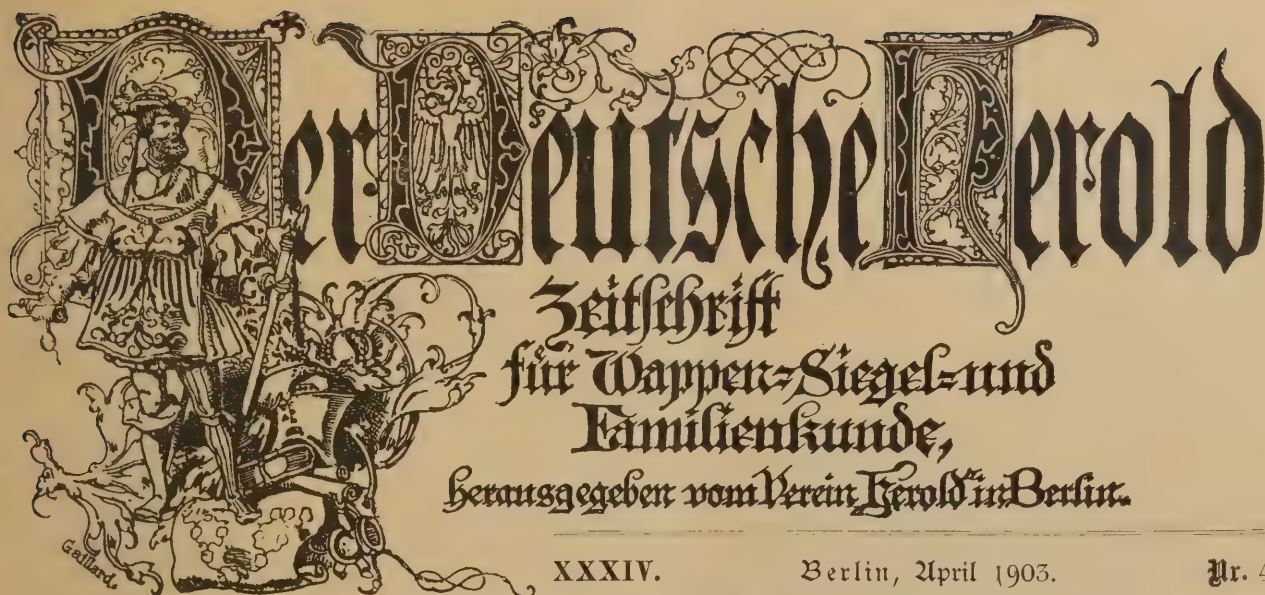 Der Deutsche Herold
Zeitschrift
für Wappen-Siegel-und
Familienkunde,
herausgegeben vom Verein „Herold" in Berlin.
Gaillard.
XXXIV. Berlin, April 1903. Nr. 4